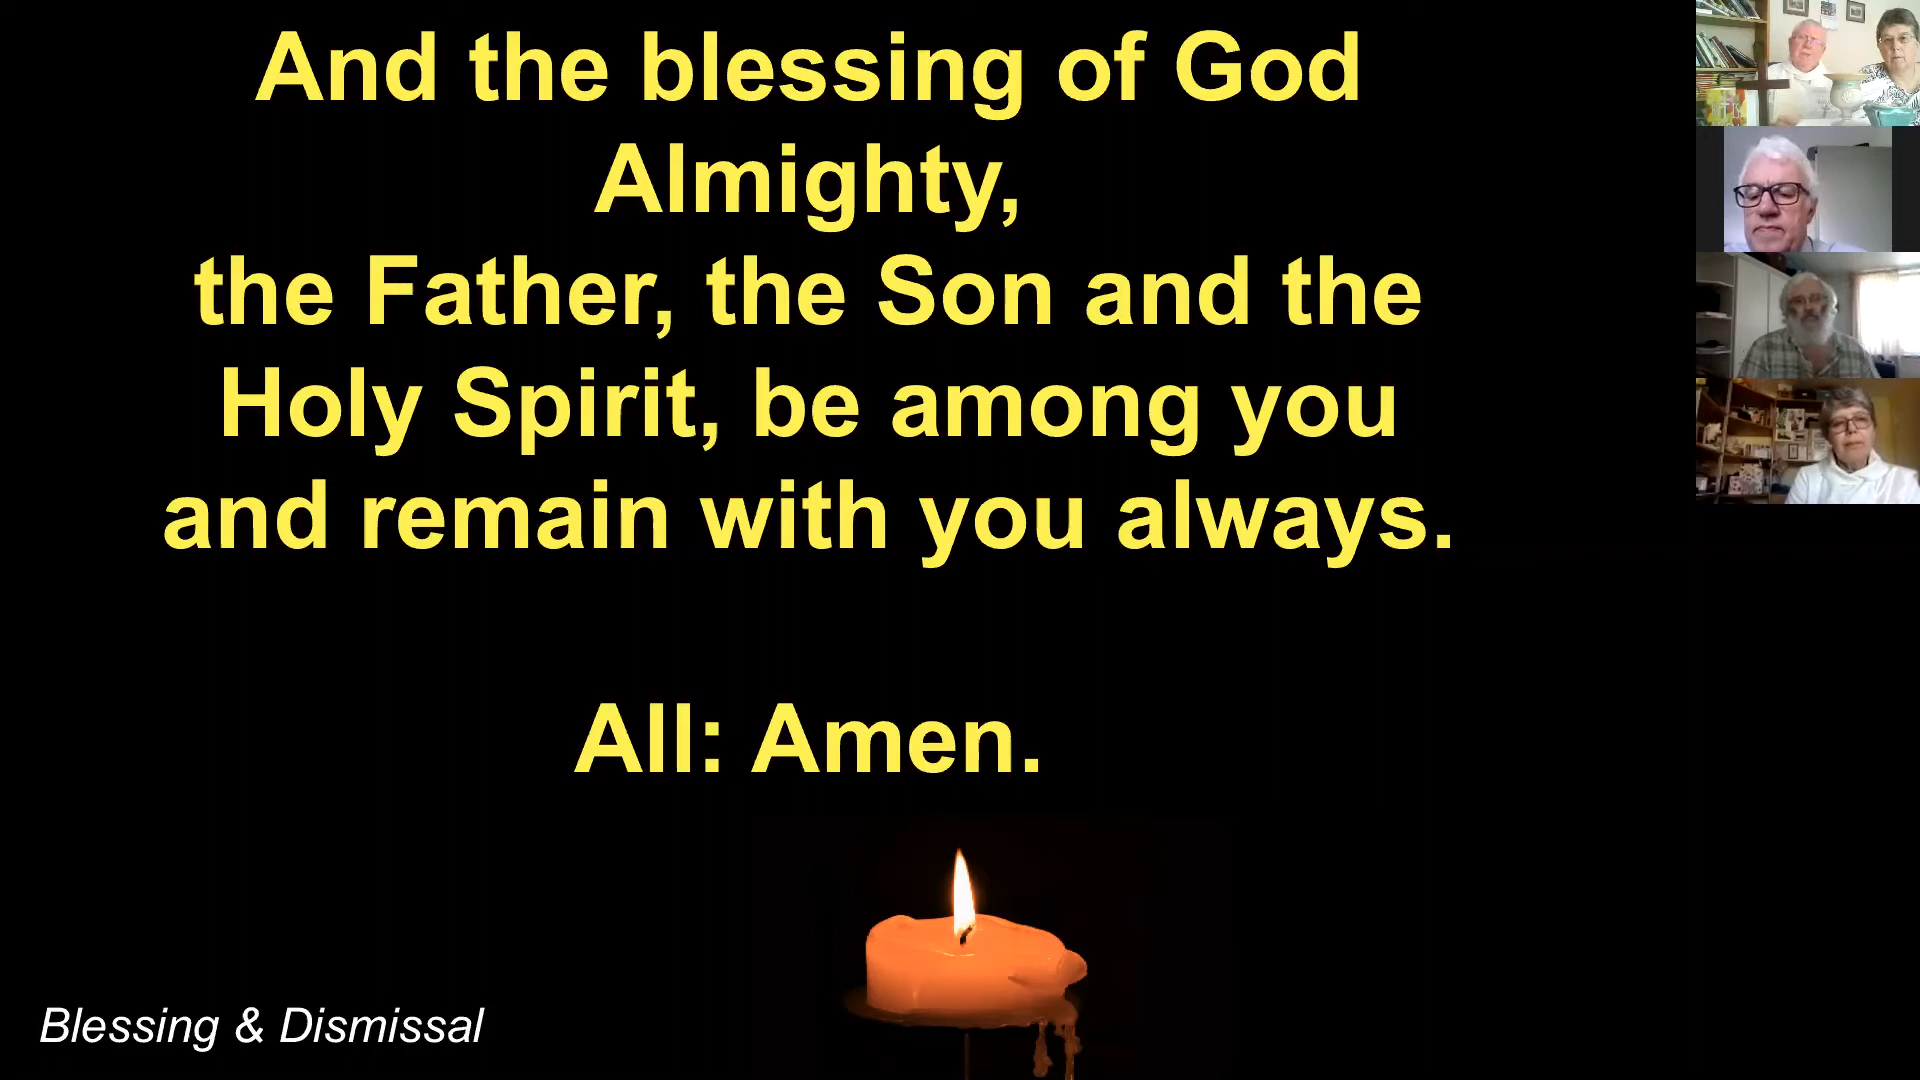 And the blessing of God
Almighty,
the Father, the Son and the
Holy Spirit, be among you
and remain with you always.
All: Amen.
Blessing & Dismissal